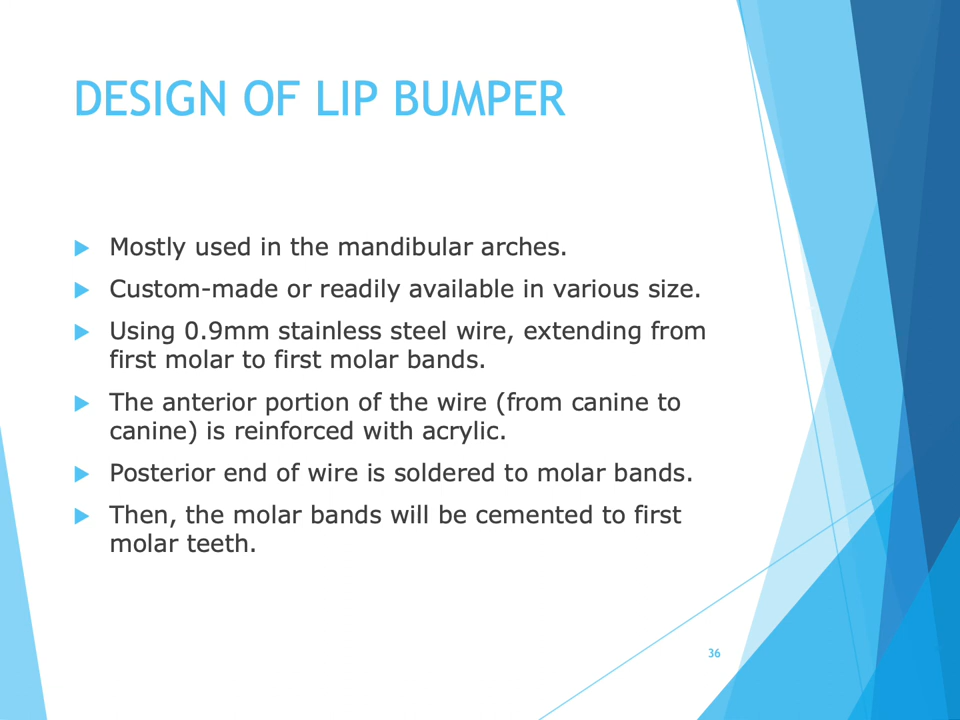 DESIGN OF LIP BUMPER
Mostly used in the mandibular arches.
Custom-made or readily available in various size.
Using 0.9mm stainless steel wire, extending from
first molar to first molar bands.
The anterior portion of the wire (from canine to
canine) is reinforced with acrylic.
Posterior end of wire is soldered to molar bands.
Then, the molar bands will be cemented to first
molar teeth.
36